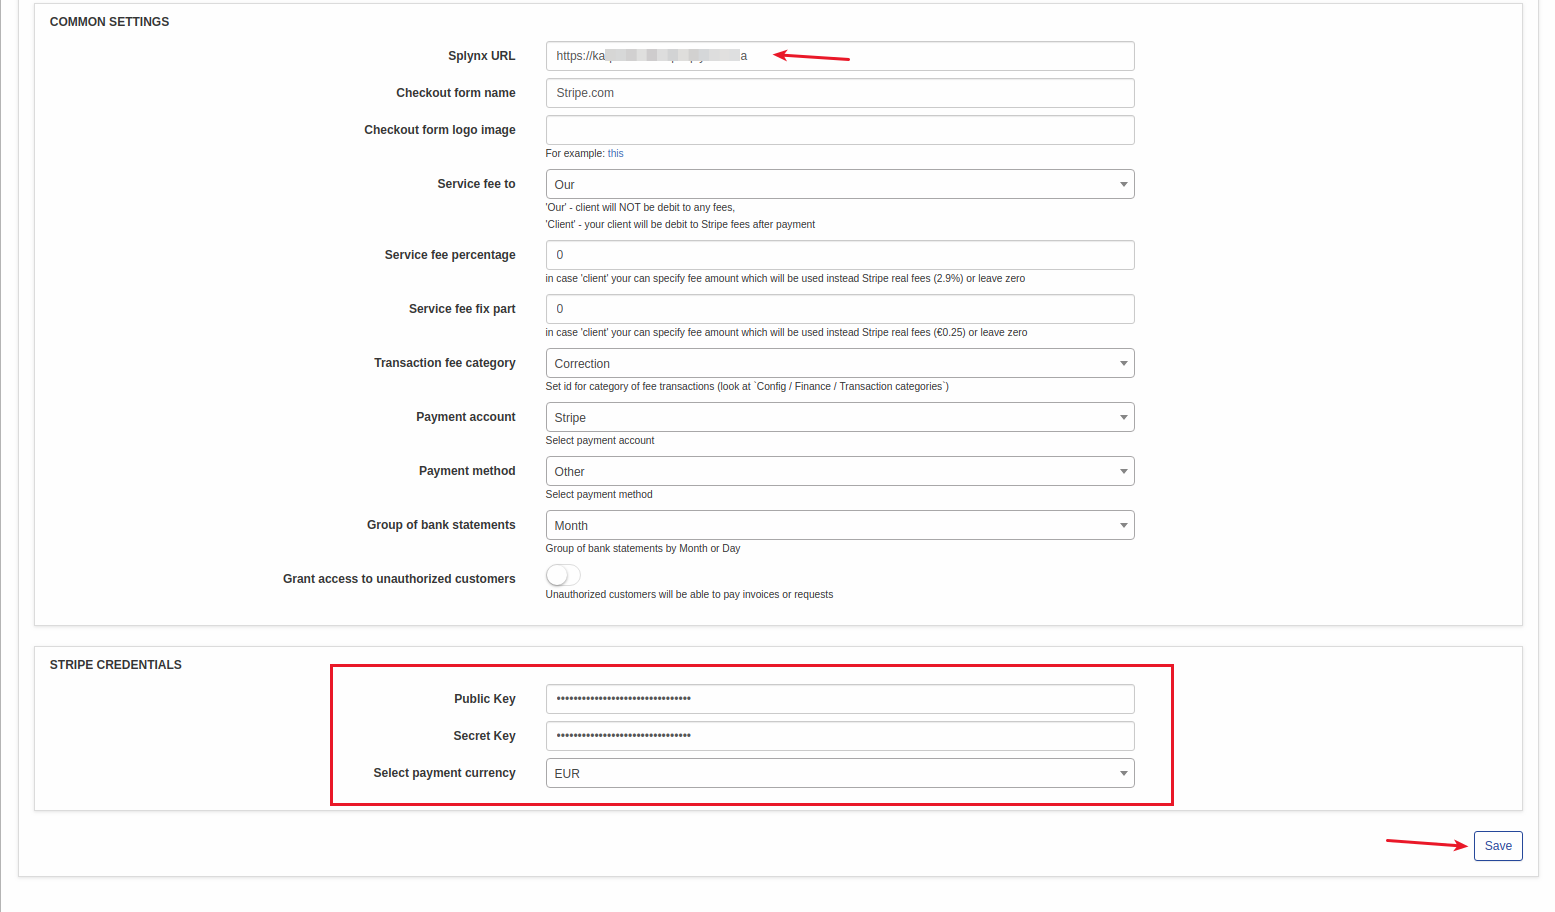 COMMON SETTINGS
Splynx URL https://ka a
Checkout form name Stripe.com
Checkout form logo image
For example: this
Service fee to Our
'Our' - client will NOT be debit to any fees,
'Client' - your client will be debit to Stripe fees after payment
Service fee percentage 0
in case 'client' your can specify fee amount which will be used instead Stripe real fees (2.9%) or leave zero
Service fee fix part 0
in case 'client' your can specify fee amount which will be used instead Stripe real fees (€0.25) or leave zero
Transaction fee category Correction
Set id for category of fee transactions (look at `Config / Finance / Transaction categories`)
Payment account Stripe
Select payment account
Payment method Other
Select payment method
Group of bank statements Month
Group of bank statements by Month or Day
Grant access to unauthorized customers
Unauthorized customers will be able to pay invoices or requests
STRIPE CREDENTIALS
Public Key ••••••••••••••••••••••••••••••••
Secret Key ••••••••••••••••••••••••••••••••
Select payment currency EUR
Save